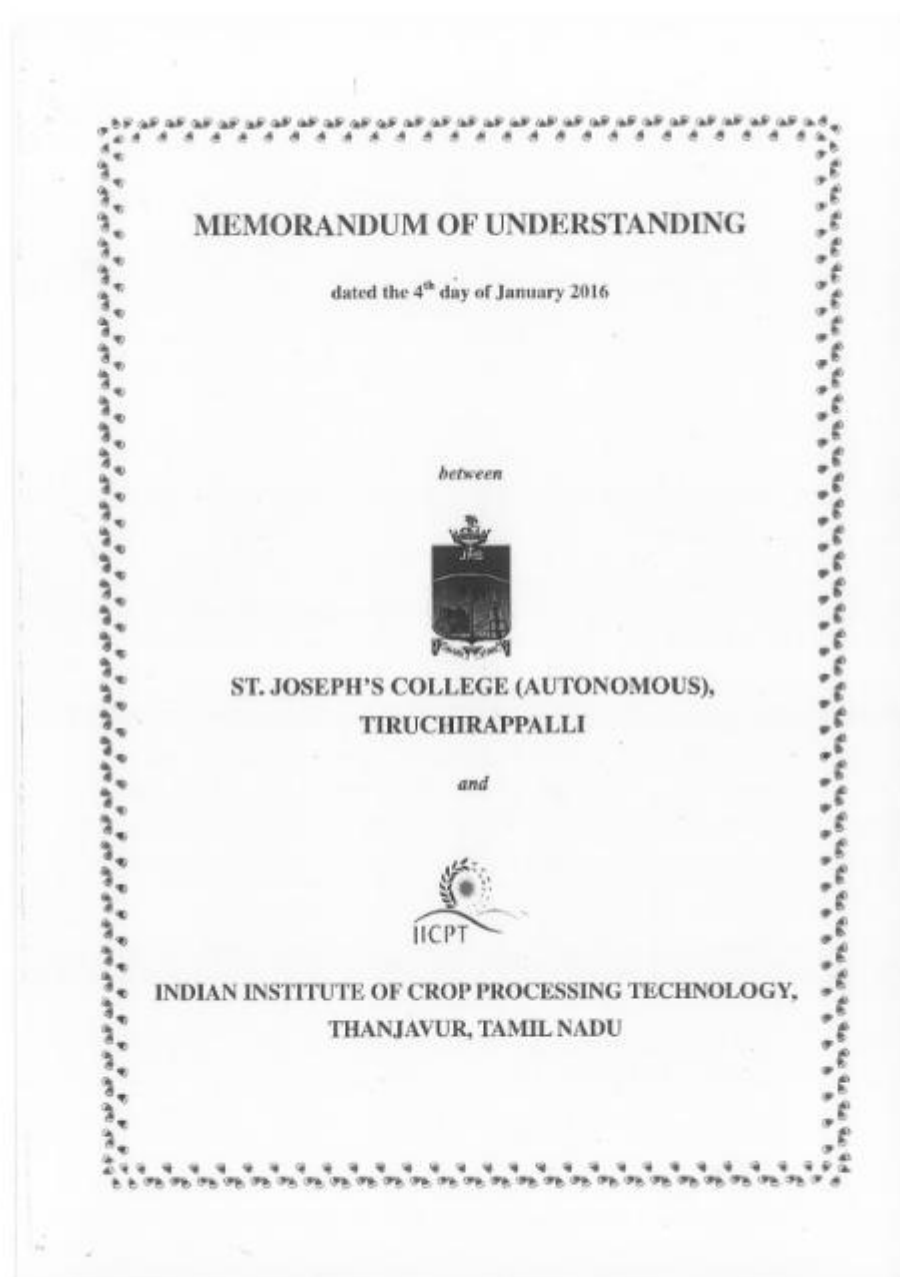 MEMORANDUM OF UNDERSTANDING
dated the 4th day of January 2016
between
JHS
ST. JOSEPH'S COLLEGE (AUTONOMOUS),
TIRUCHIRAPPALLI
and
IICPT
INDIAN INSTITUTE OF CROP PROCESSING TECHNOLOGY,
THANJAVUR, TAMIL NADU